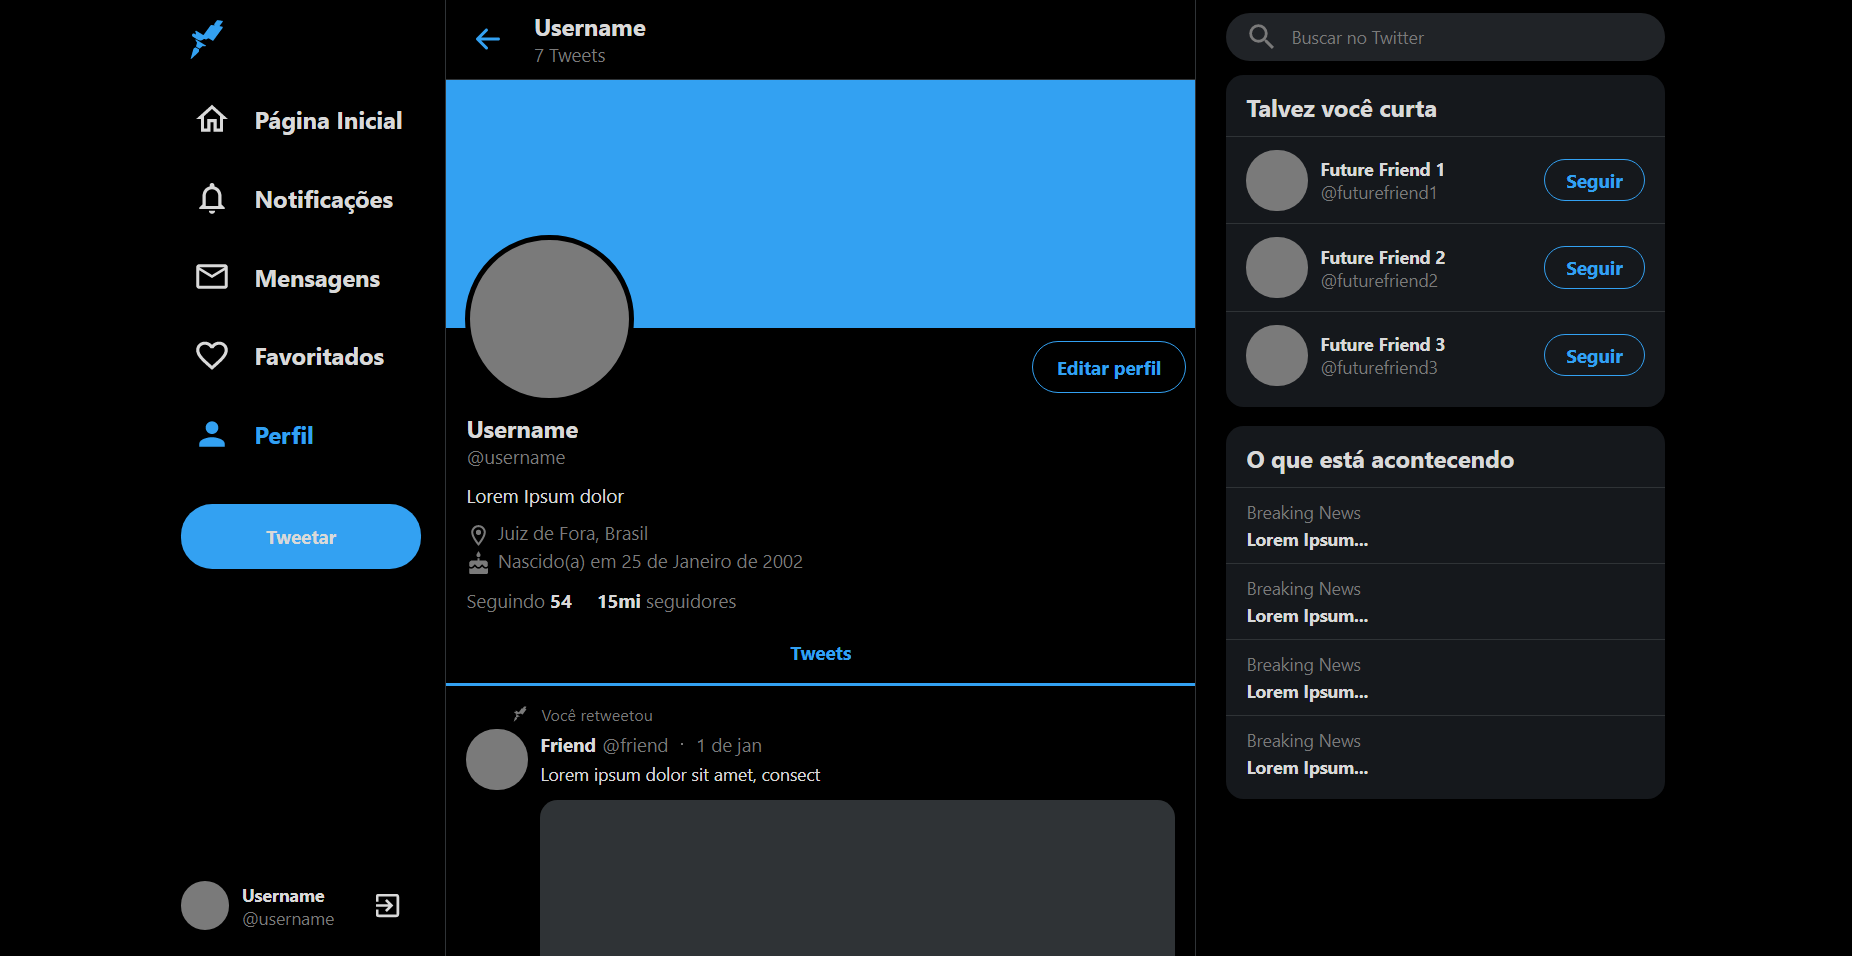 Página Inicial
Notificações
Mensagens
Favoritados
Perfil
Tweetar
Username
@username
Username
7 Tweets
Editar perfil
Username
@username
Lorem Ipsum dolor
Juiz de Fora, Brasil
Nascido(a) em 25 de Janeiro de 2002
Seguindo 54 15mi seguidores
Tweets
Você retweetou
Friend @friend · 1 de jan
Lorem ipsum dolor sit amet, consect
Buscar no Twitter
Talvez você curta
Future Friend 1
@futurefriend1
Seguir
Future Friend 2
@futurefriend2
Seguir
Future Friend 3
@futurefriend3
Seguir
O que está acontecendo
Breaking News
Lorem Ipsum...
Breaking News
Lorem Ipsum...
Breaking News
Lorem Ipsum...
Breaking News
Lorem Ipsum...